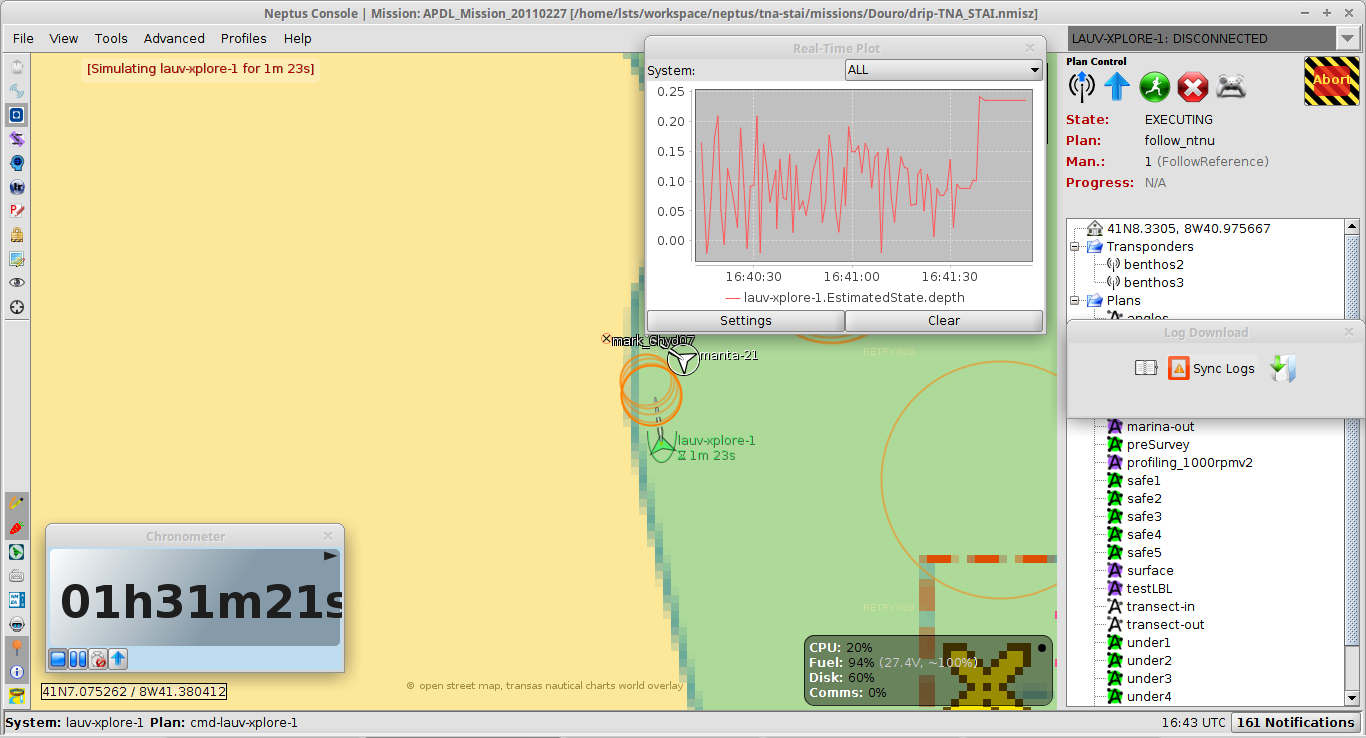 Neptus Console | Mission: APDL_Mission_20110227 [/home/lsts/workspace/neptus/tna-stai/missions/Douro/drip-TNA_STAI.nmisz]
File View Tools Advanced Profiles Help
LAUV-XPLORE-1: DISCONNECTED
[Simulating lauv-xplore-1 for 1m 23s]
Real-Time Plot
System: ALL
0.25
0.20
0.15
0.10
0.05
0.00
16:40:30 16:41:00 16:41:30
lauv-xplore-1.EstimatedState.depth
Settings Clear
Plan Control
Abort
State: EXECUTING
Plan: follow_ntnu
Man.: 1 (FollowReference)
Progress: N/A
41N8.3305, 8W40.975667
Transponders
benthos2
benthos3
Plans
angles
Log Download
Sync Logs
marina-out
preSurvey
profiling_1000rpmv2
safe1
safe2
safe3
safe4
safe5
surface
testLBL
transect-in
transect-out
under1
under2
under3
under4
RETRYING
manta-21
lauv-xplore-1
1m 23s
RETRYING
Chronometer
01h31m21s
CPU: 20%
Fuel: 94% (27.4V, ~100%)
Disk: 60%
Comms: 0%
© open street map, transas nautical charts world overlay
41N7.075262 / 8W41.380412
System: lauv-xplore-1 Plan: cmd-lauv-xplore-1
16:43 UTC 161 Notifications